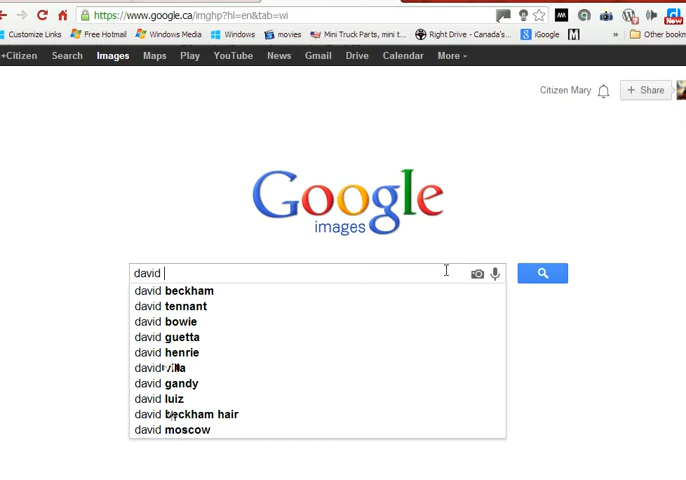 https://www.google.ca/imghp?hl=en&tab=wi
Customize Links Free Hotmail Windows Media Windows movies Mini Truck Parts, mini t... Right Drive - Canada's... iGoogle » Other bookm
+Citizen Search Images Maps Play YouTube News Gmail Drive Calendar More
Citizen Mary + Share
Google
images
david
david beckham
david tennant
david bowie
david guetta
david henrie
david villa
david gandy
david luiz
david beckham hair
david moscow